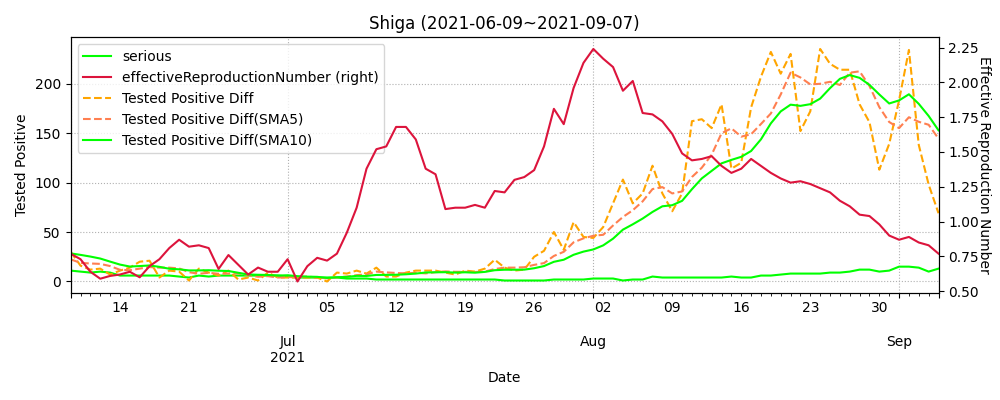 Shiga (2021-06-09~2021-09-07)
serious
effectiveReproductionNumber (right)
Tested Positive Diff
Tested Positive Diff(SMA5)
Tested Positive Diff(SMA10)
Tested Positive
200
150
100
50
0
2.25
2.00
1.75
1.50
1.25
1.00
0.75
0.50
Effective Reproduction Number
14 21 28 05 12 19 26 02 09 16 23 30
Jul Aug Sep
2021
Date